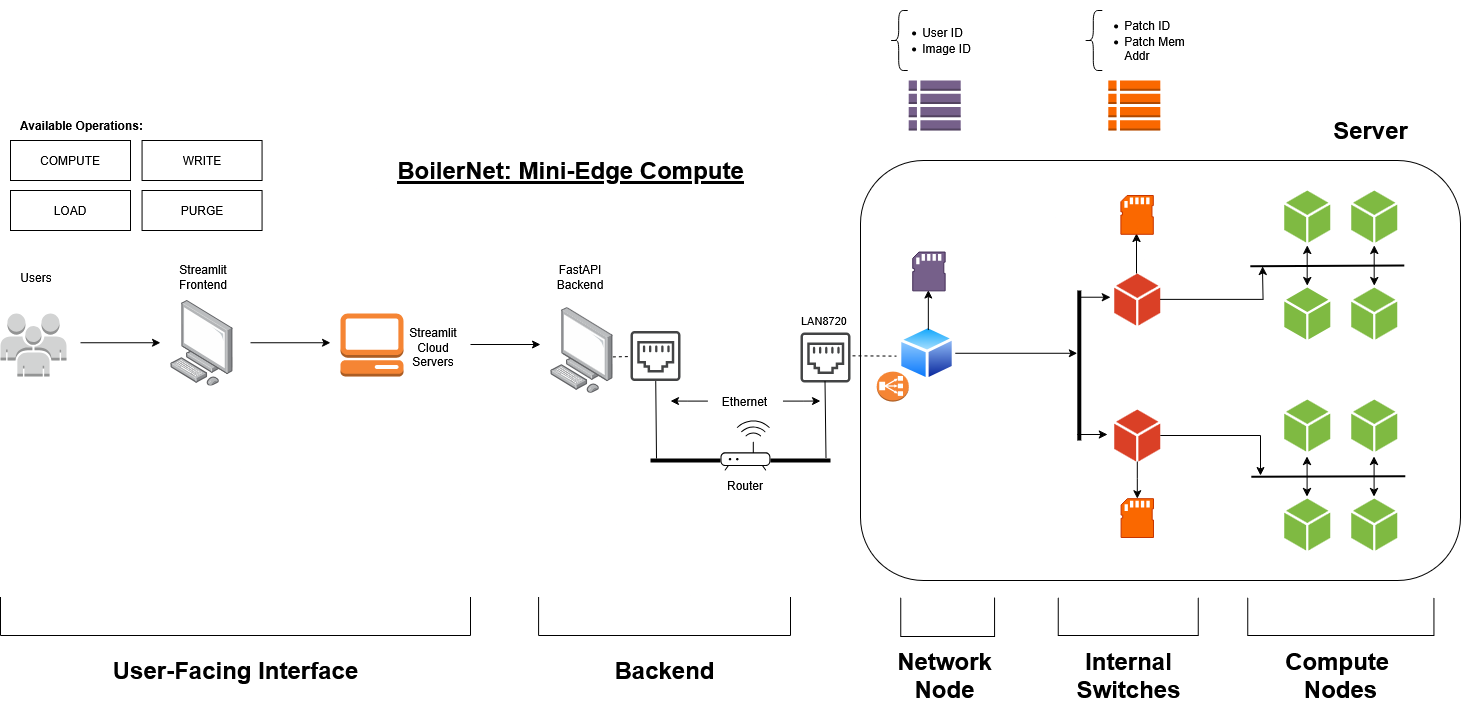 User ID
Image ID
Patch ID
Patch Mem
Addr
Server
Available Operations:
COMPUTE
WRITE
LOAD
PURGE
BoilerNet: Mini-Edge Compute
Users
Streamlit
Frontend
Streamlit
Cloud
Servers
FastAPI
Backend
LAN8720
Ethernet
Router
User-Facing Interface
Backend
Network
Node
Internal
Switches
Compute
Nodes